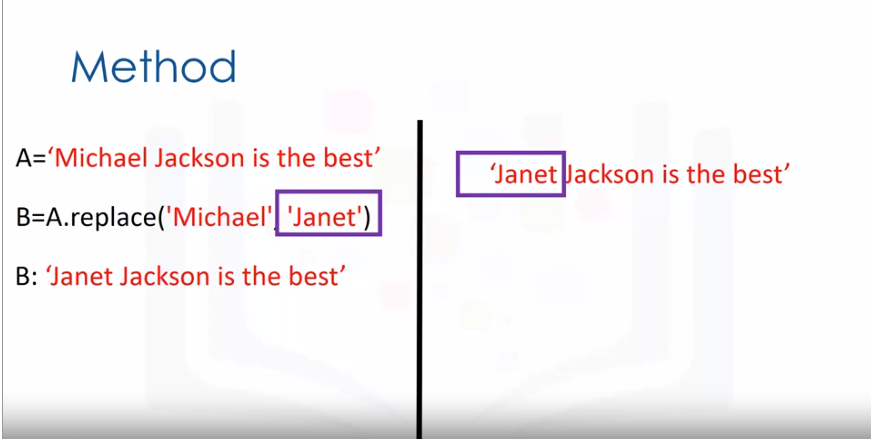 Method
A=‘Michael Jackson is the best’
B=A.replace('Michael', 'Janet')
B: ‘Janet Jackson is the best’
‘Janet Jackson is the best’